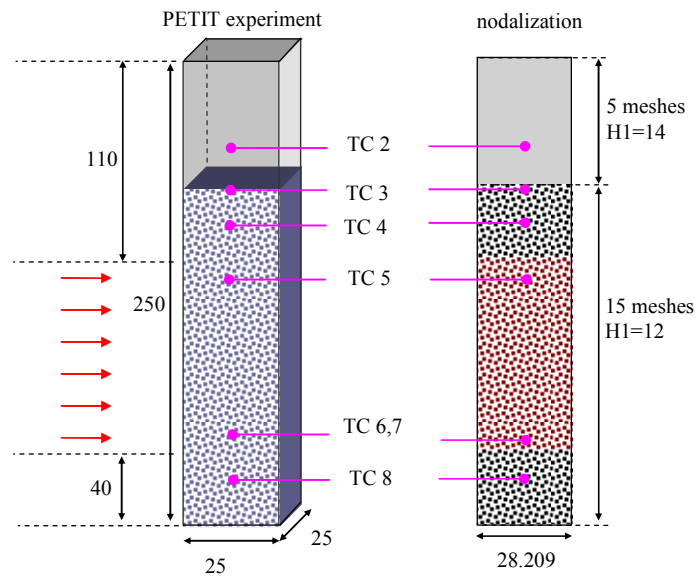 PETIT experiment
nodalization
5 meshes
H1=14
TC 2
110
TC 3
TC 4
TC 5
250
15 meshes
H1=12
TC 6,7
TC 8
40
25
25
28.209